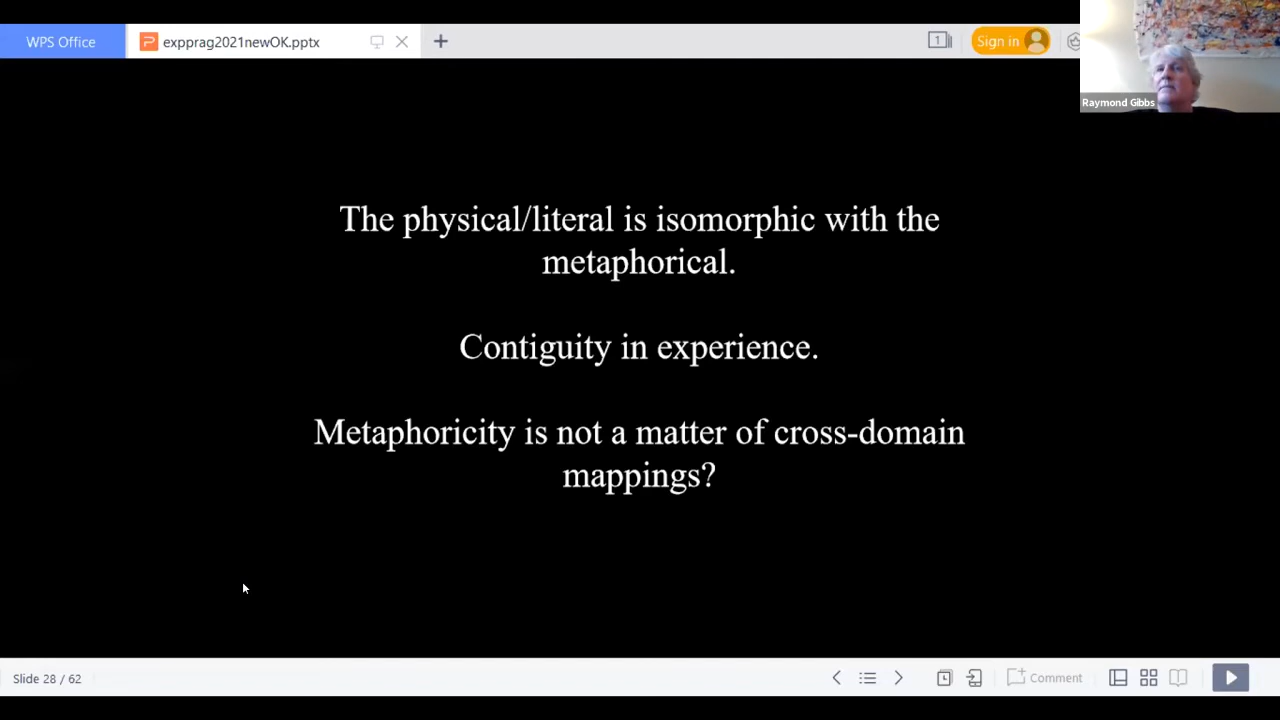 WPS Office
expprag2021newOK.pptx
1
Sign in
Raymond Gibbs
The physical/literal is isomorphic with the
metaphorical.
Contiguity in experience.
Metaphoricity is not a matter of cross-domain
mappings?
Slide 28 / 62
Comment